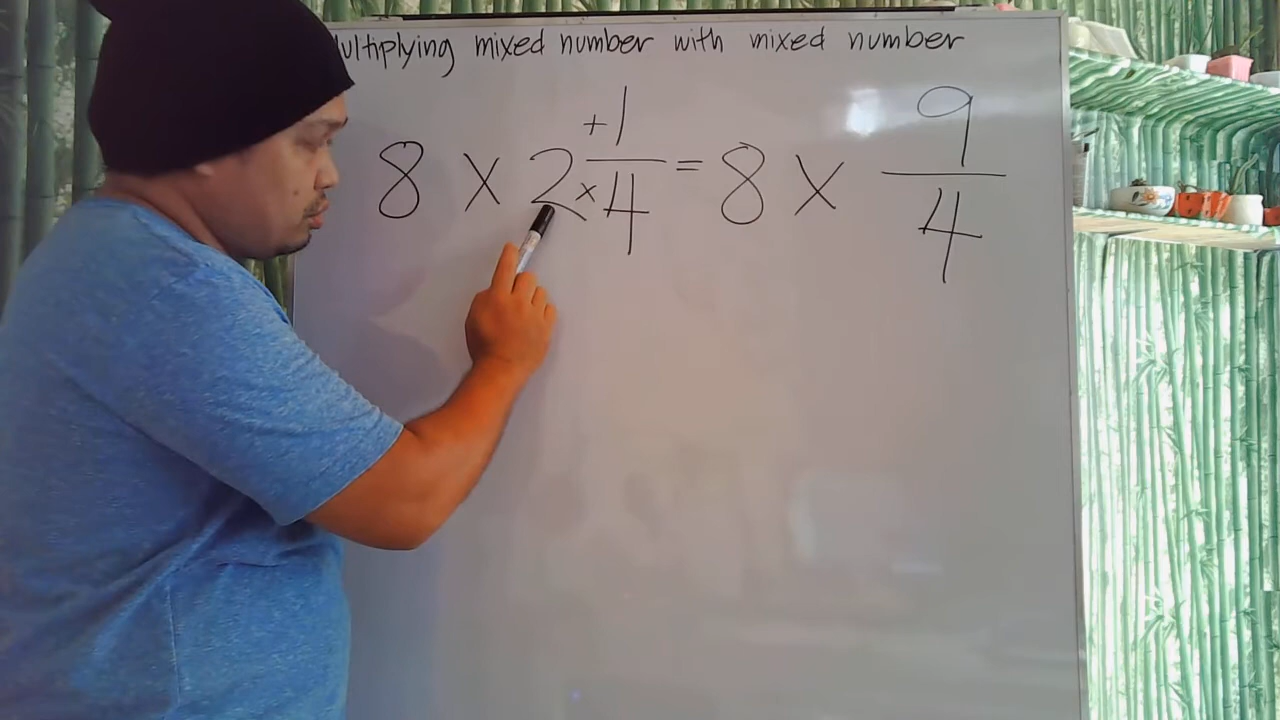 ultiplying mixed number with mixed number
8 x 2 x +1/4 = 8 x 9/4